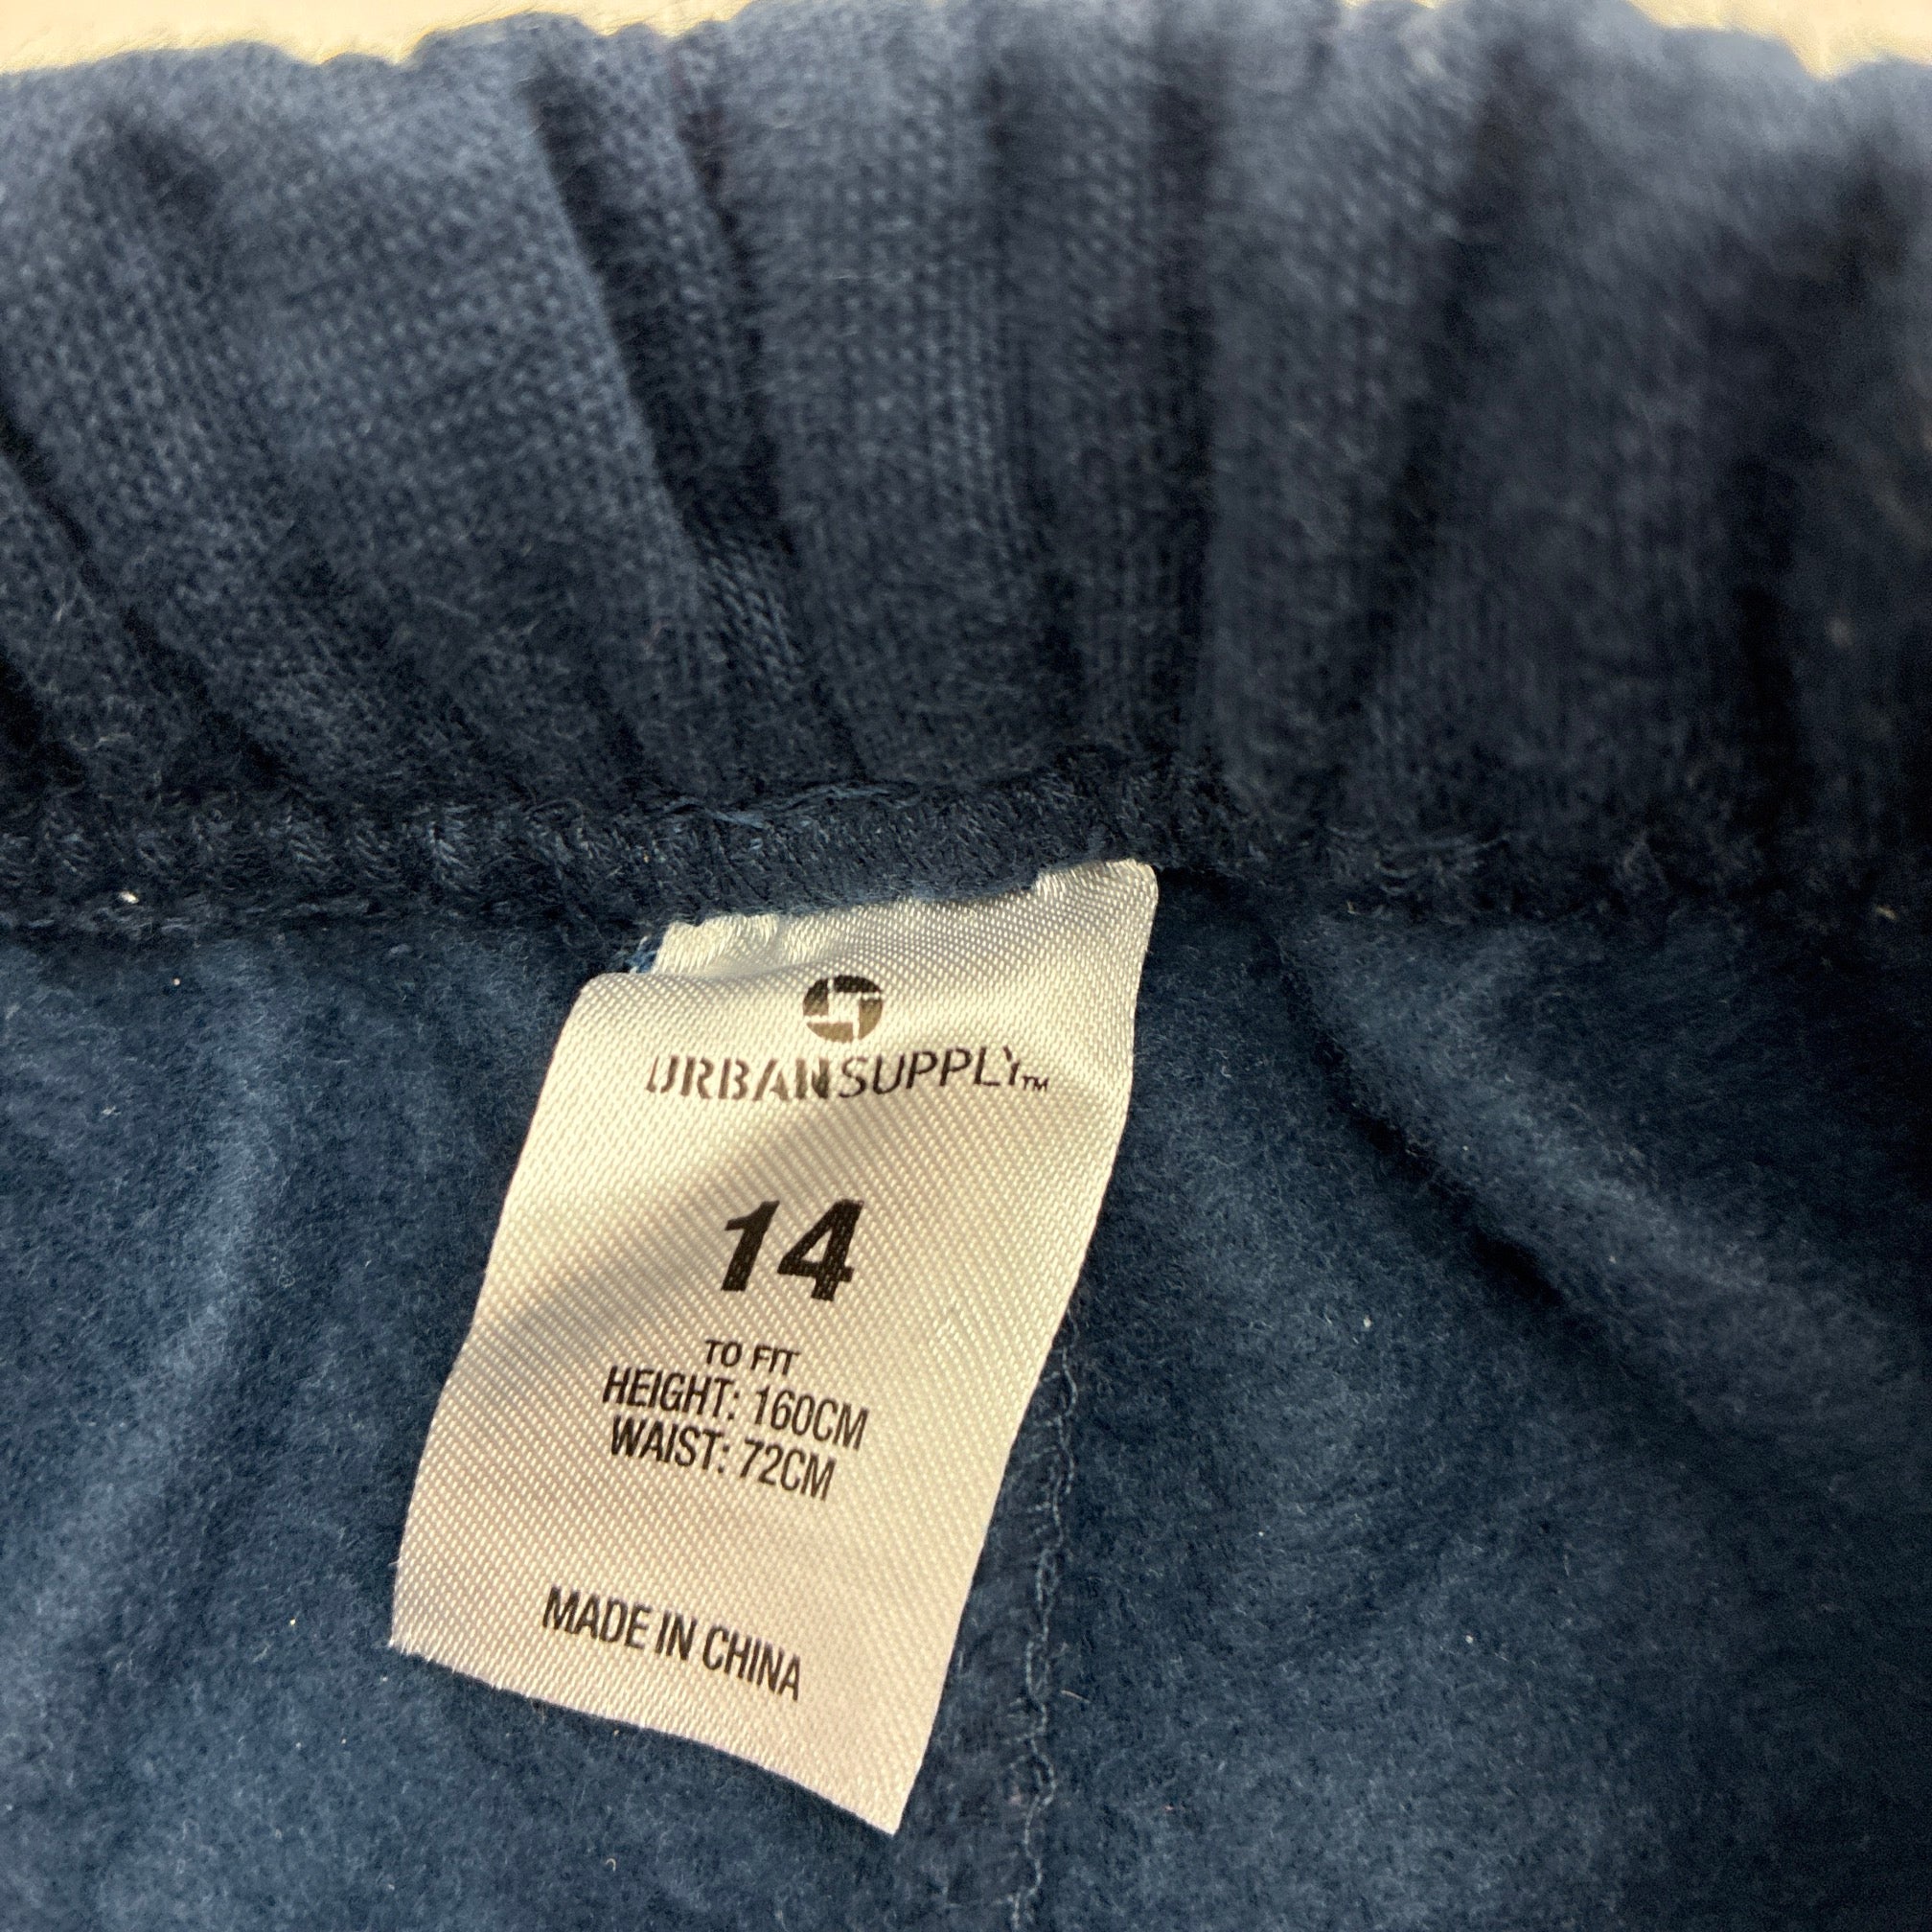 URBANSUPPLY™
14
TO FIT
HEIGHT: 160CM
WAIST: 72CM
MADE IN CHINA